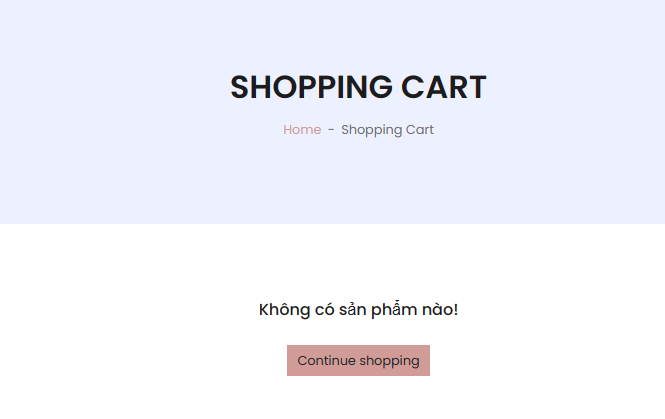 SHOPPING CART
Home - Shopping Cart
Không có sản phẩm nào!
Continue shopping